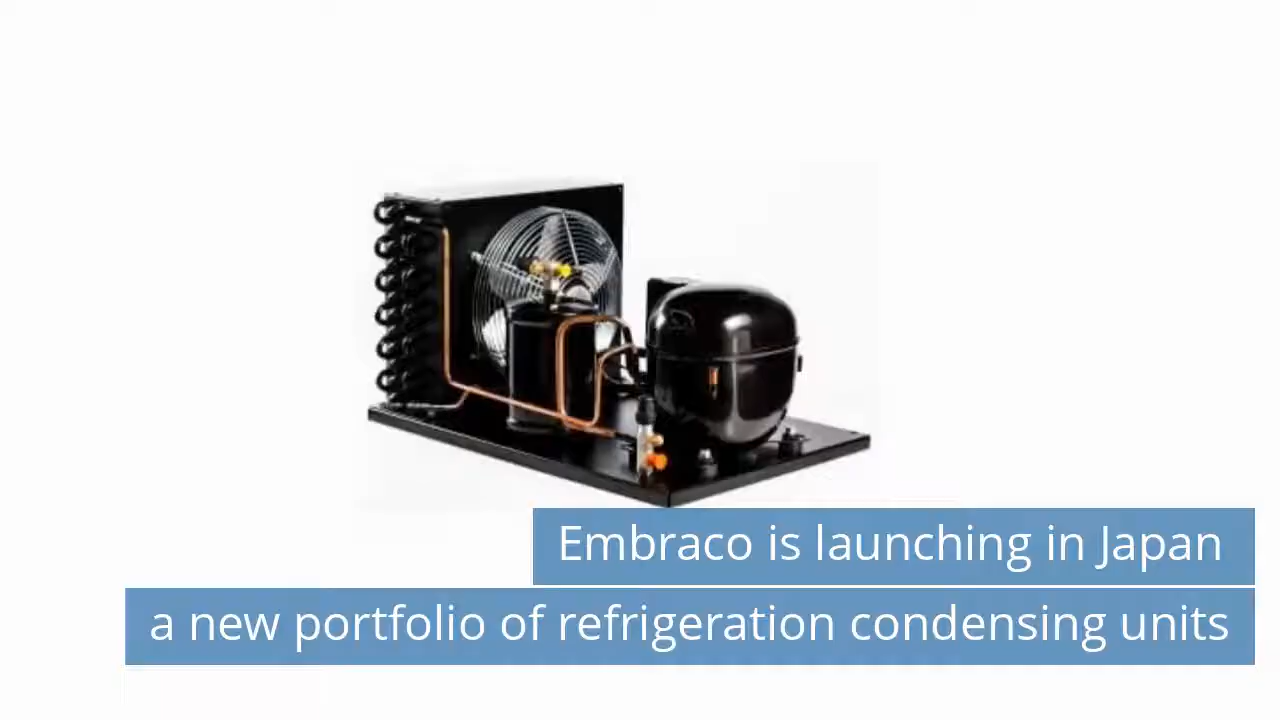 Embraco is launching in Japan
a new portfolio of refrigeration condensing units